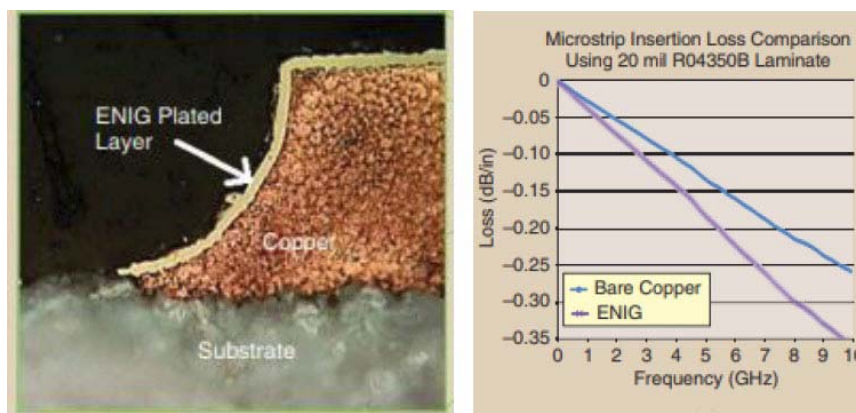 ENIG Plated
Layer
Copper
Substrate
Microstrip Insertion Loss Comparison
Using 20 mil R04350B Laminate
Loss (dB/in)
0
–0.05
–0.10
–0.15
–0.20
–0.25
–0.30
–0.35
Bare Copper
ENIG
0 1 2 3 4 5 6 7 8 9
Frequency (GHz)